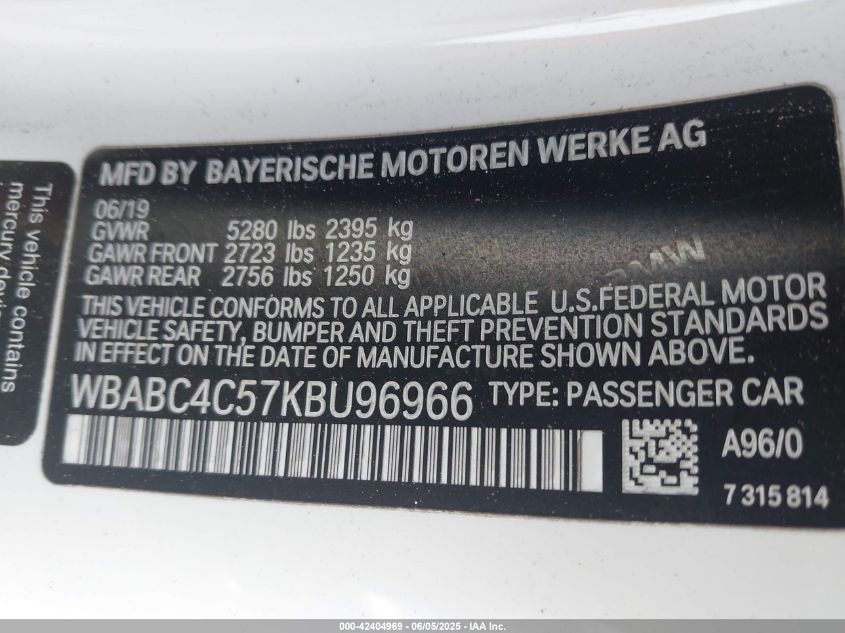 MFD BY BAYERISCHE MOTOREN WERKE AG
06/19
GVWR 5280 lbs 2395 kg
GAWR FRONT 2723 lbs 1235 kg
GAWR REAR 2756 lbs 1250 kg
THIS VEHICLE CONFORMS TO ALL APPLICABLE U.S.FEDERAL MOTOR
VEHICLE SAFETY, BUMPER AND THEFT PREVENTION STANDARDS
IN EFFECT ON THE DATE OF MANUFACTURE SHOWN ABOVE.
WBABC4C57KBU96966 TYPE: PASSENGER CAR
A96/0
7 315 814
BMW
This vehicle contains
mercury
000-42404969 - 06/05/2025 - IAA Inc.